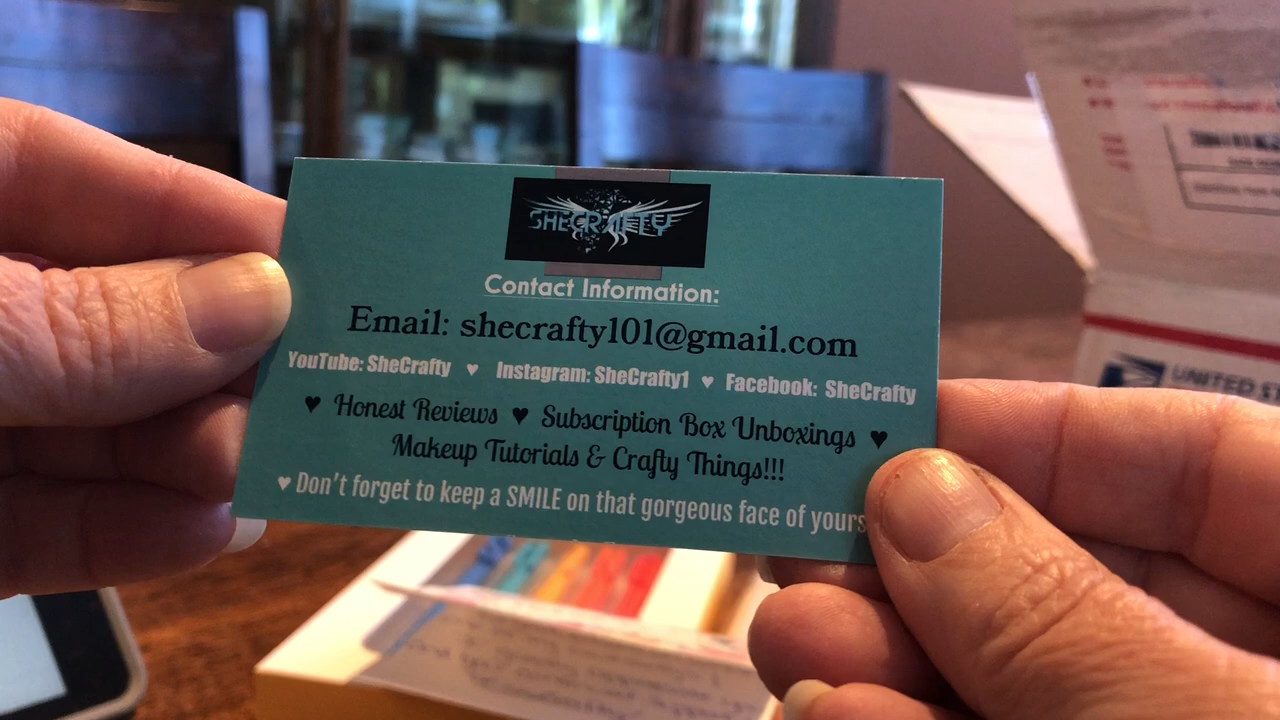 SHECRAFTY
Contact Information:
Email: shecrafty101@gmail.com
YouTube: SheCrafty ♥ Instagram: SheCrafty1 ♥ Facebook: SheCrafty
♥ Honest Reviews ♥ Subscription Box Unboxings ♥
Makeup Tutorials & Crafty Things!!!
♥ Don't forget to keep a SMILE on that gorgeous face of yours
UNITED